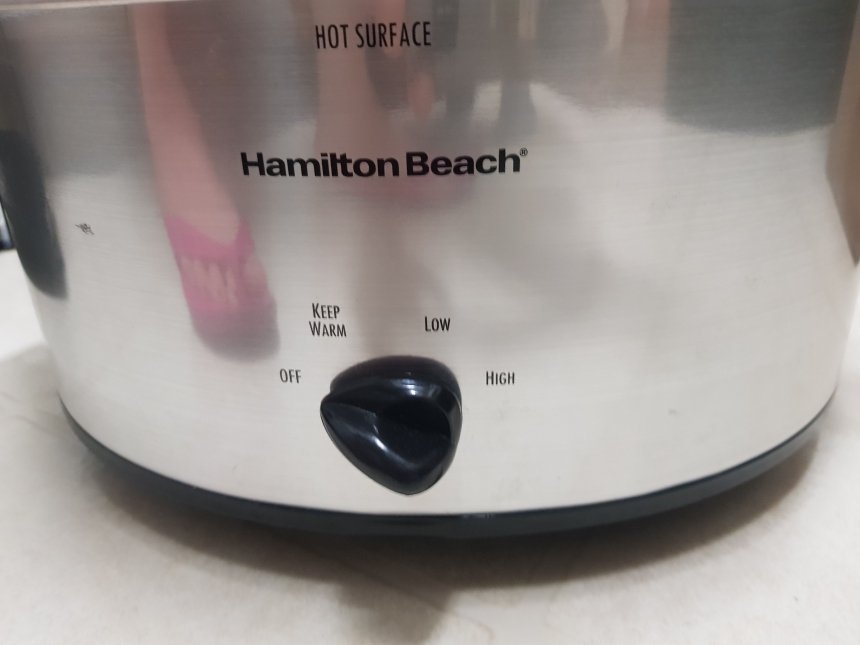 HOT SURFACE
Hamilton Beach®
KEEP
WARM
LOW
OFF
HIGH